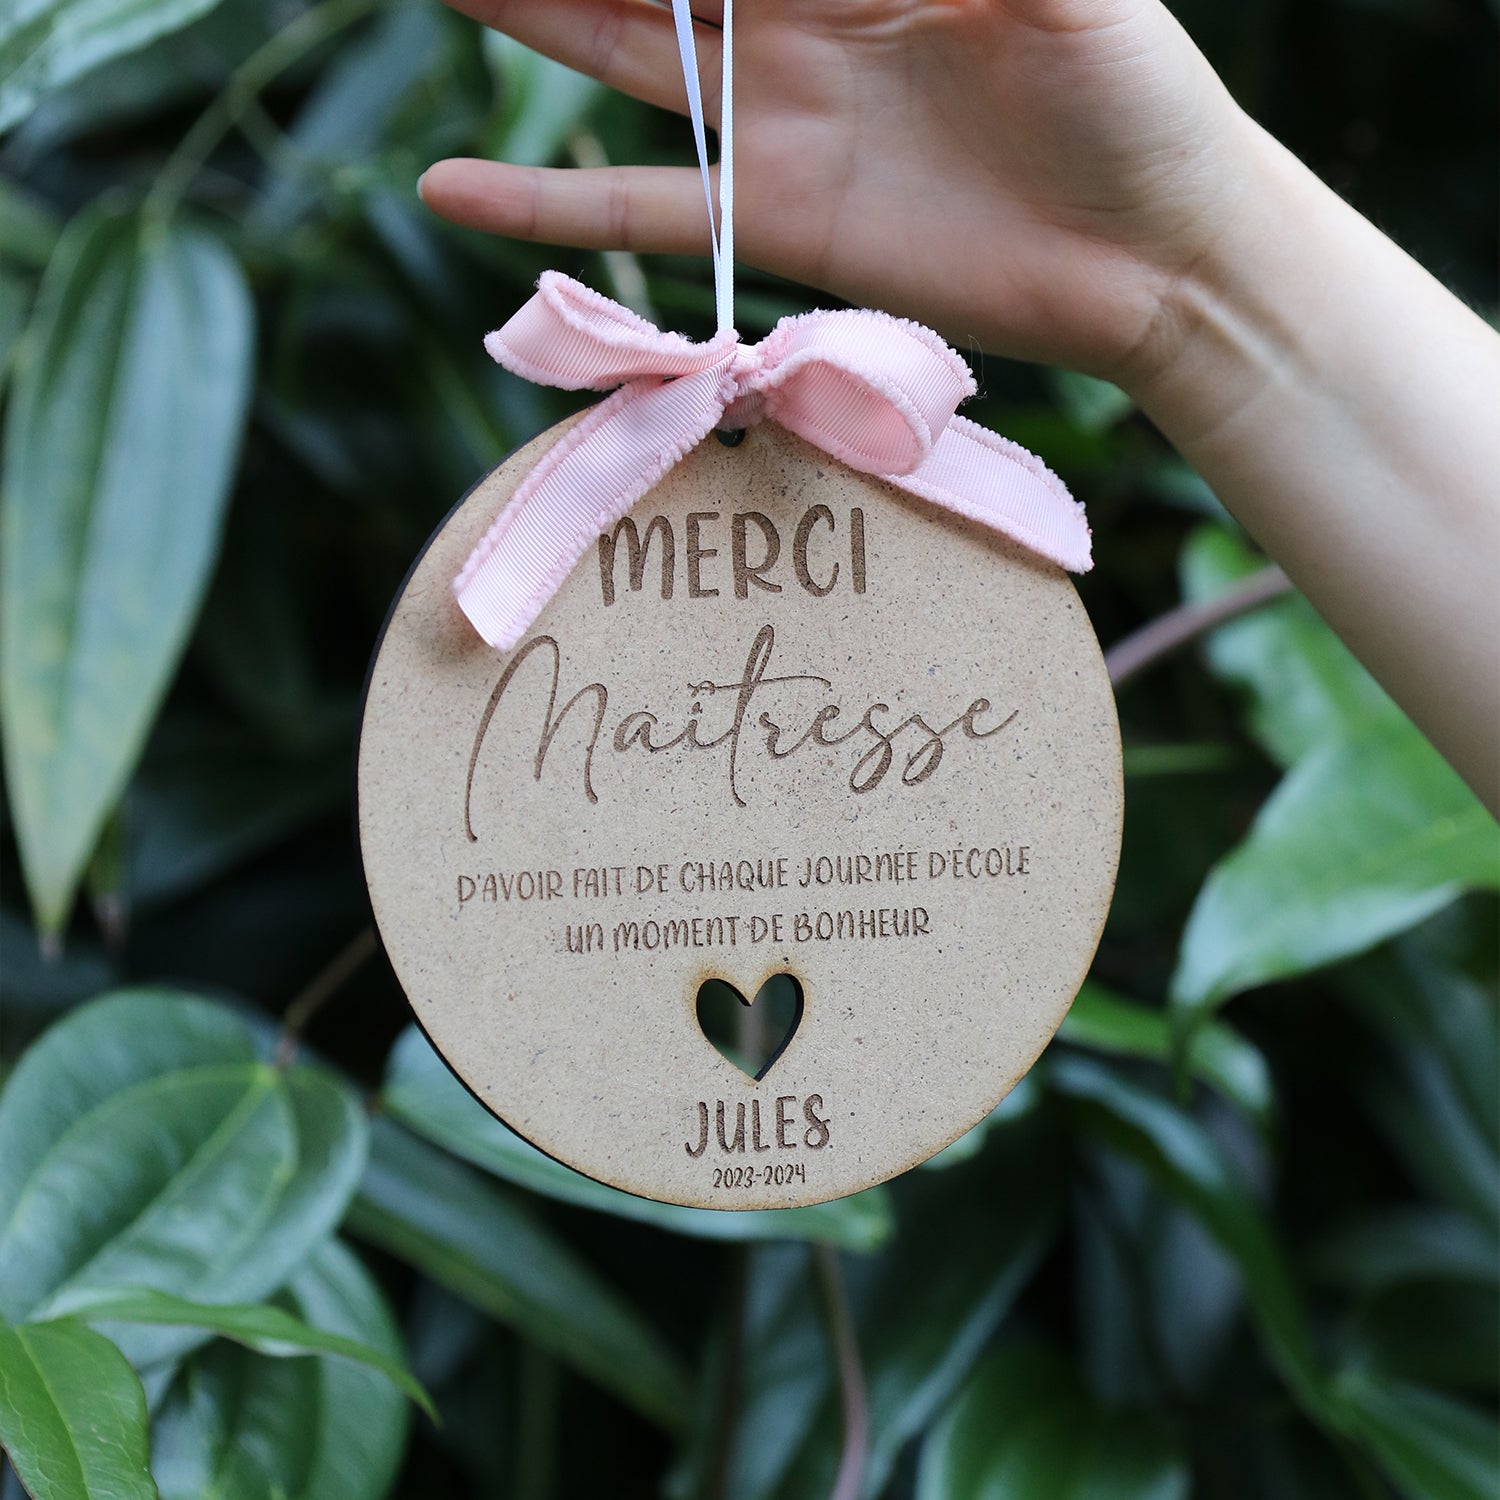 MERCI
Maîtresse
D'AVOIR FAIT DE CHAQUE JOURNÉE D'ÉCOLE
UN MOMENT DE BONHEUR
JULES
2023-2024